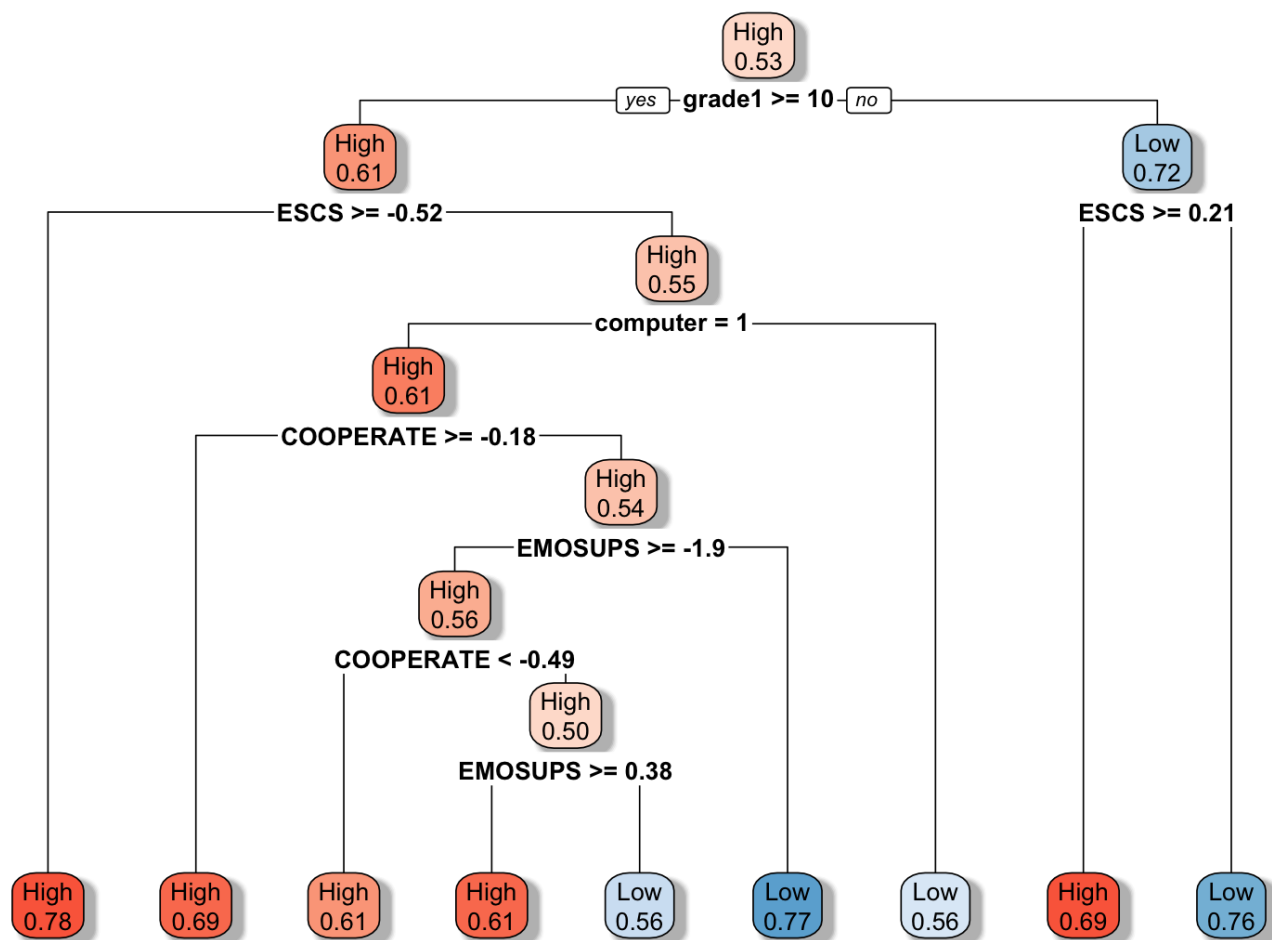 High
0.53
yes grade1 >= 10 no
High
0.61
Low
0.72
ESCS >= -0.52
ESCS >= 0.21
High
0.55
computer = 1
High
0.61
COOPERATE >= -0.18
High
0.54
EMOSUPS >= -1.9
High
0.56
COOPERATE < -0.49
High
0.50
EMOSUPS >= 0.38
High
0.78
High
0.69
High
0.61
High
0.61
Low
0.56
Low
0.77
Low
0.56
High
0.69
Low
0.76